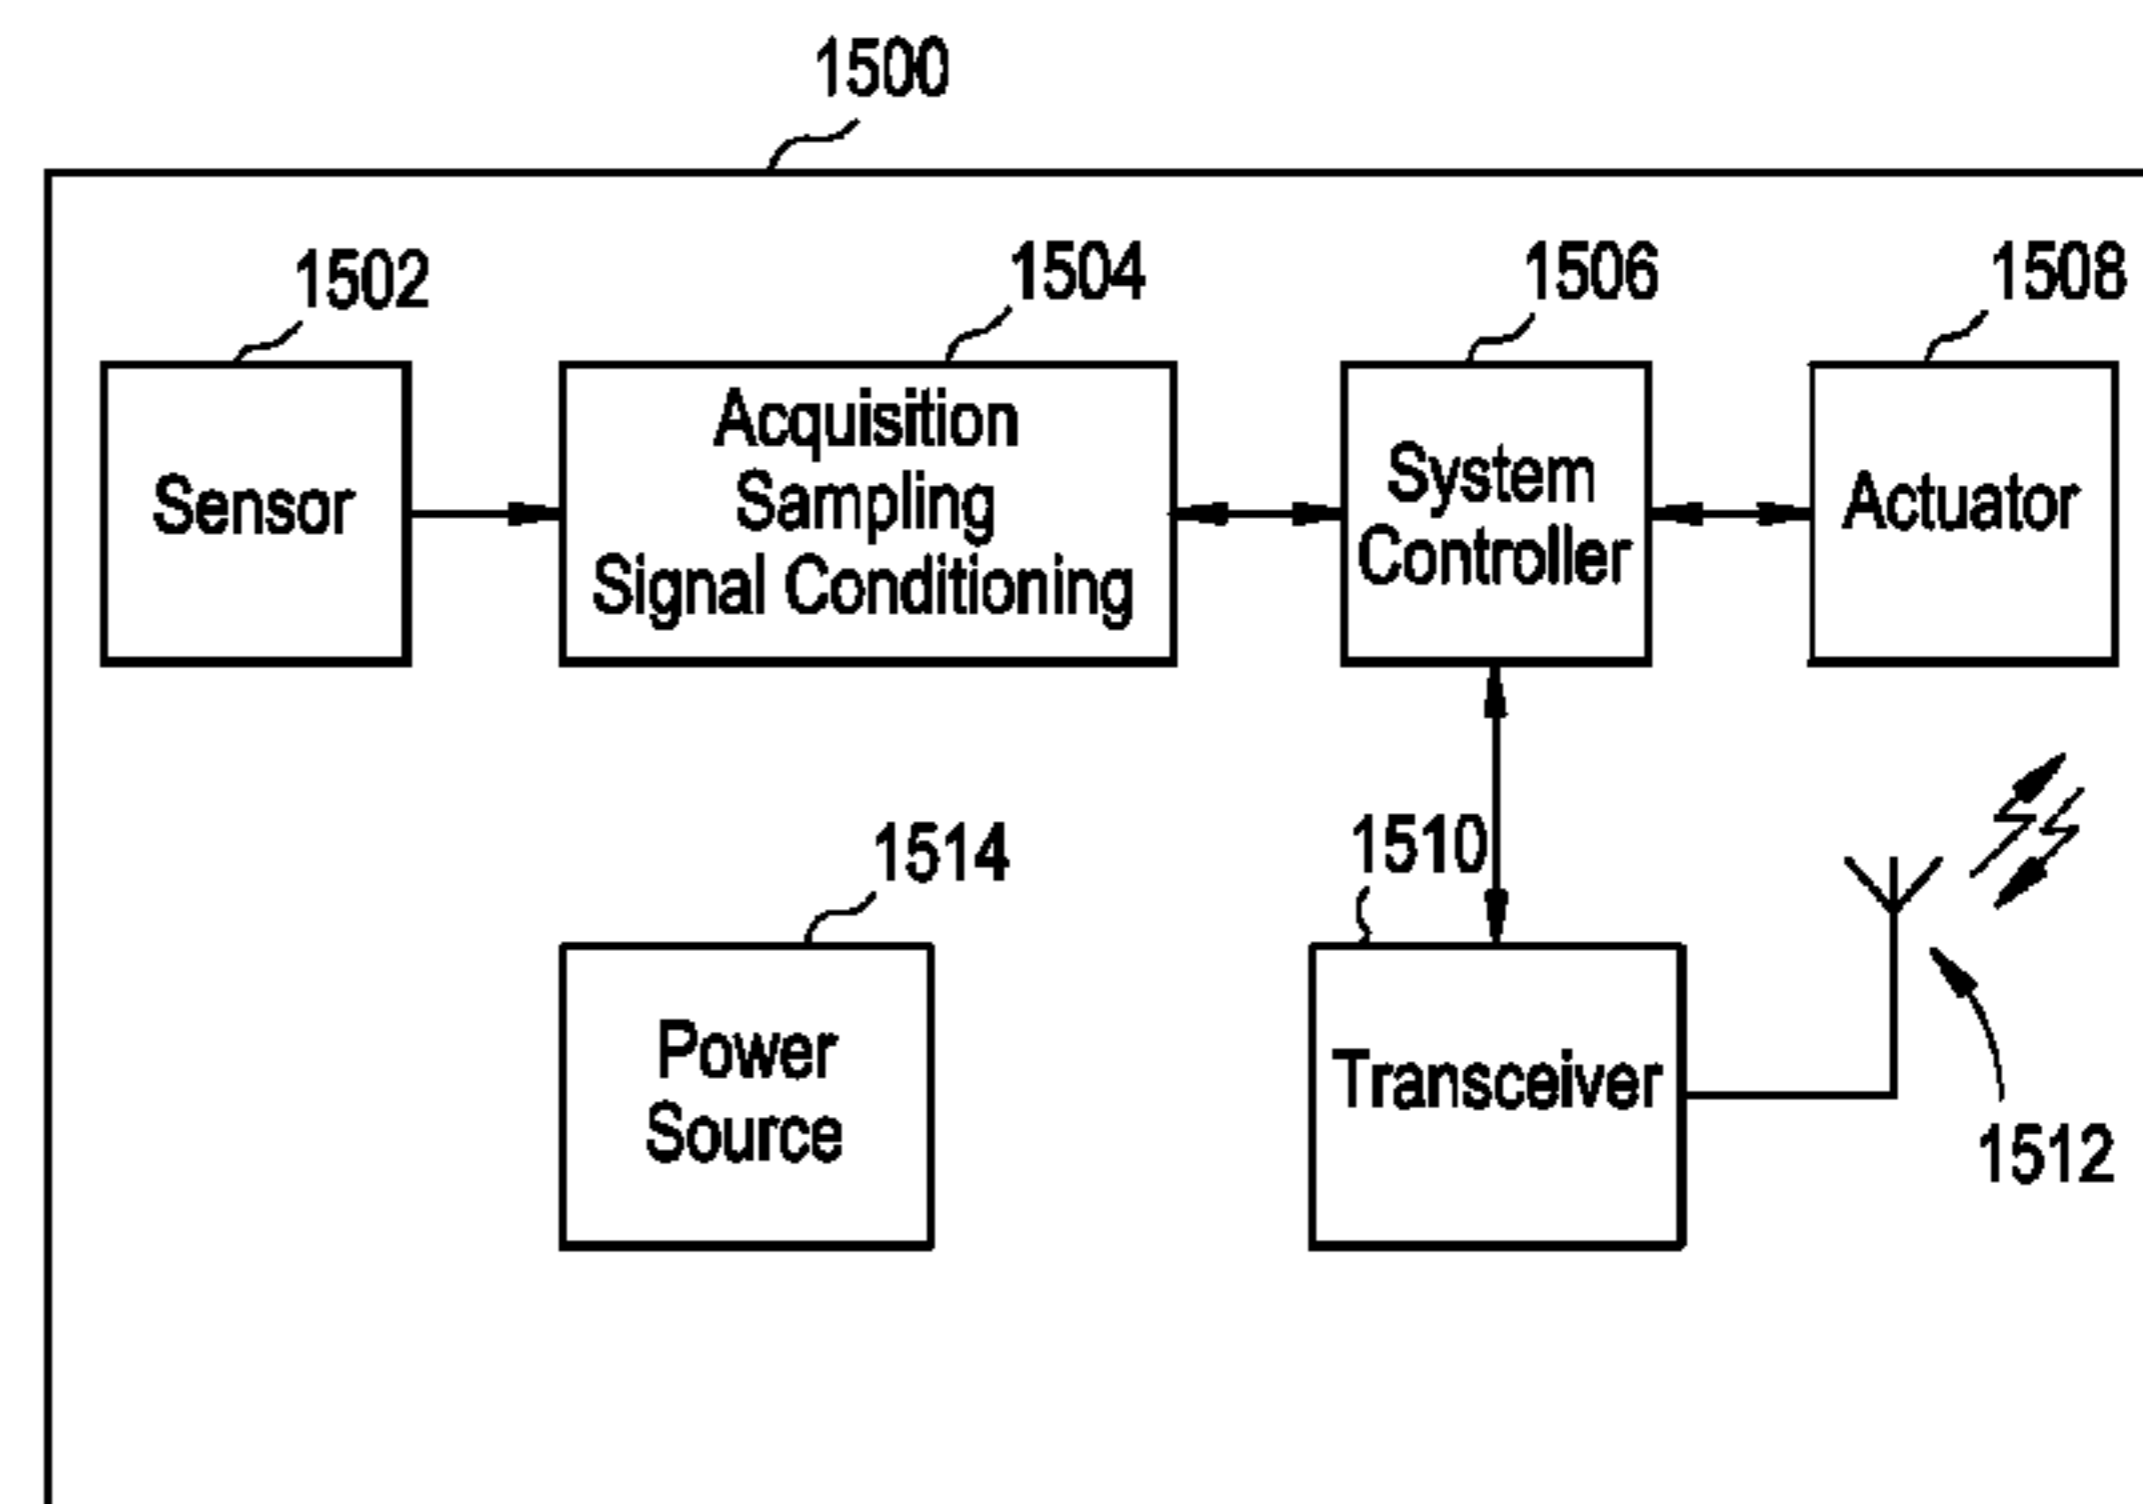 1500
1502
1504
1506
1508
Sensor
Acquisition
Sampling
Signal Conditioning
System
Controller
Actuator
1514
1510
Power
Source
Transceiver
1512